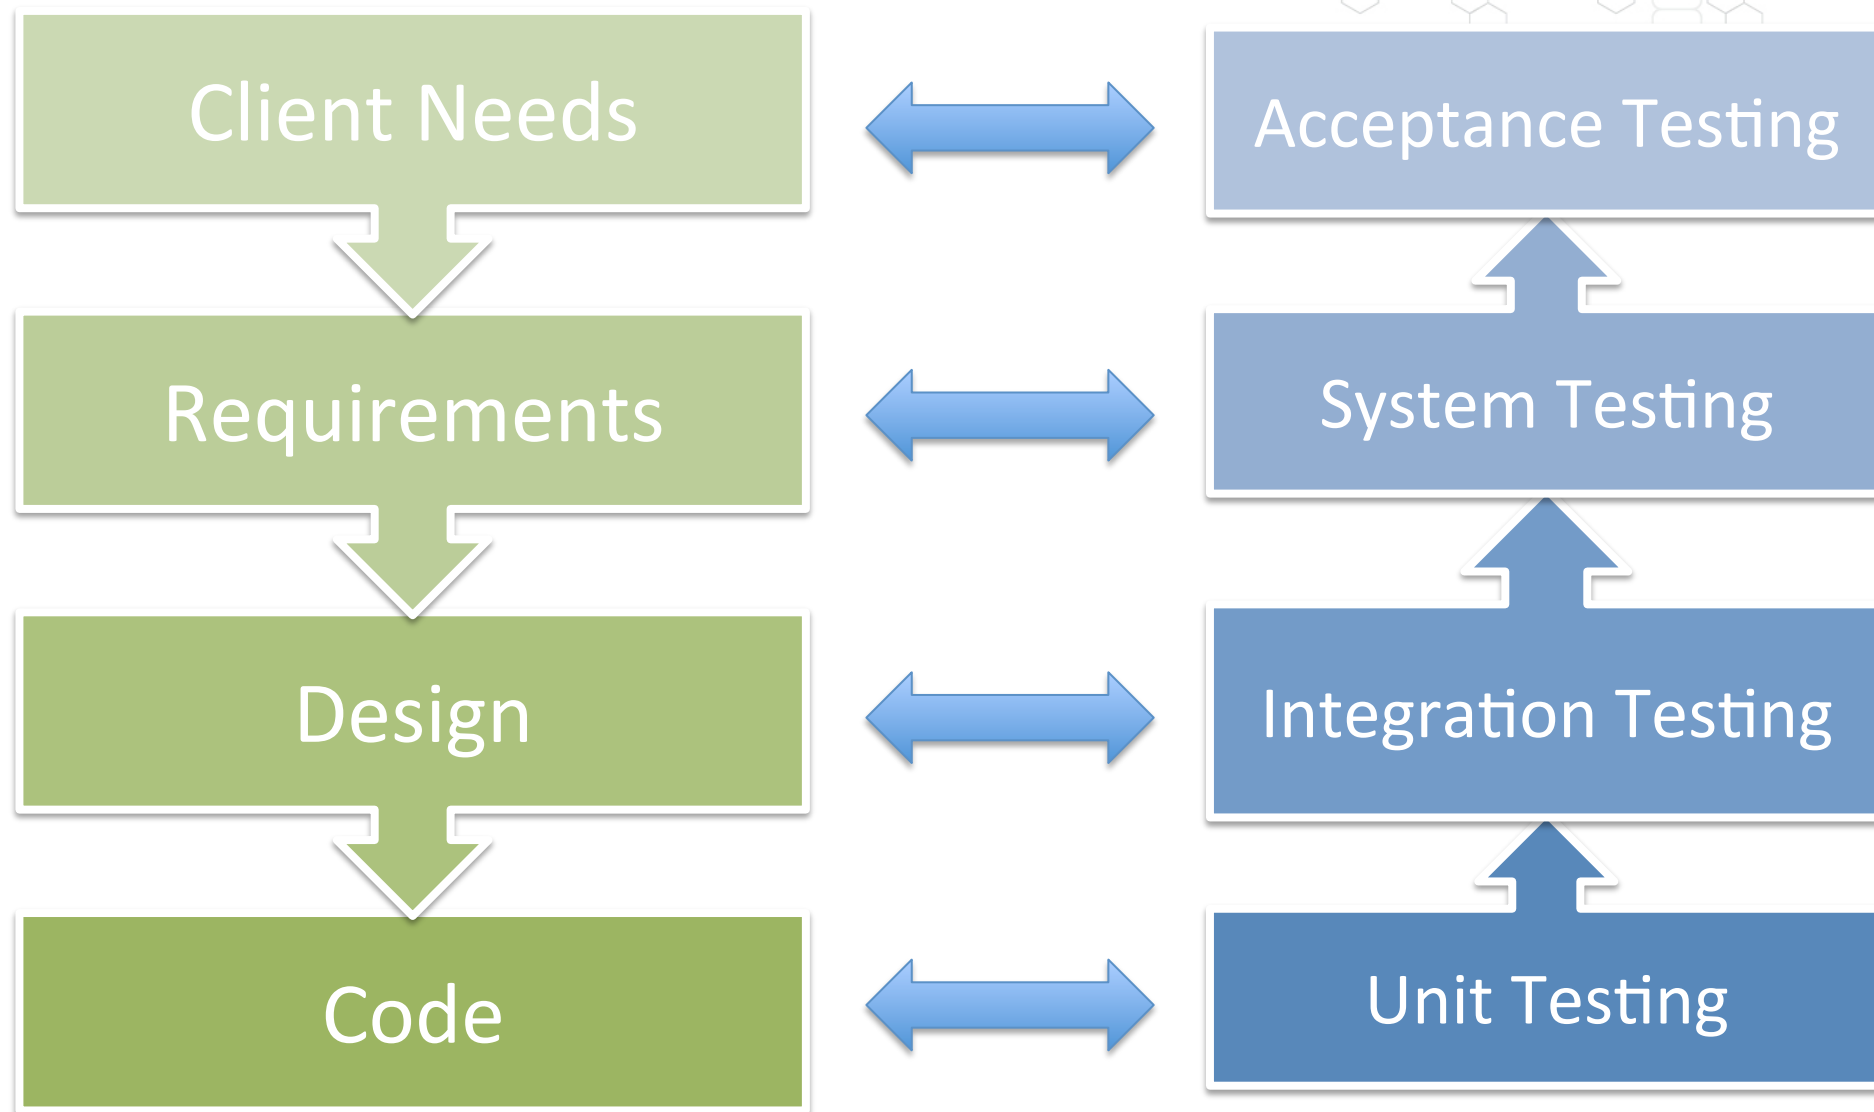 Client Needs
Acceptance Testing
Requirements
System Testing
Design
Integration Testing
Code
Unit Testing